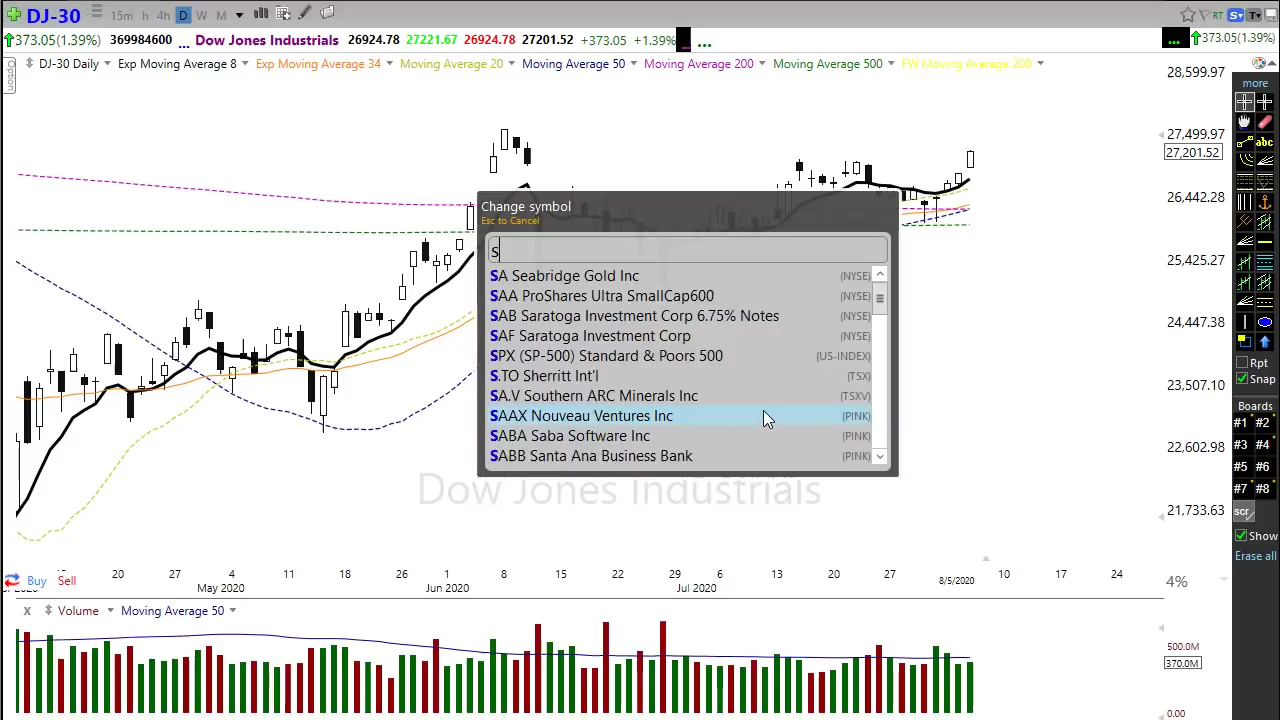 DJ-30 15m h 4h D W M RT S T
373.05(1.39%) 369984600 ... Dow Jones Industrials 26924.78 27221.67 26924.78 27201.52 +373.05 +1.39% ... ... 373.05(1.39%)
Option DJ-30 Daily Exp Moving Average 8 Exp Moving Average 34 Moving Average 20 Moving Average 50 Moving Average 200 Moving Average 500 FW Moving Average 200
28,599.97
27,499.97
27,201.52
26,442.28
25,425.27
24,447.38
23,507.10
22,602.98
21,733.63
Change symbol
Esc to Cancel
S
SA Seabridge Gold Inc (NYSE)
SAA ProShares Ultra SmallCap600 (NYSE)
SAB Saratoga Investment Corp 6.75% Notes (NYSE)
SAF Saratoga Investment Corp (NYSE)
SPX (SP-500) Standard & Poors 500 (US-INDEX)
S.TO Sherritt Int'l (TSX)
SA.V Southern ARC Minerals Inc (TSXV)
SAAX Nouveau Ventures Inc (PINK)
SABA Saba Software Inc (PINK)
SABB Santa Ana Business Bank (PINK)
Dow Jones Industrials
more
abc
Rpt
Snap
Boards
#1 #2
#3 #4
#5 #6
#7 #8
scr
Show
Erase all
20 27 4 11 18 26 1 8 15 22 29 6 13 20 27 10 17 24
Buy Sell
May 2020 Jun 2020 Jul 2020 8/5/2020
4%
x Volume Moving Average 50
500.0M
370.0M
0.00